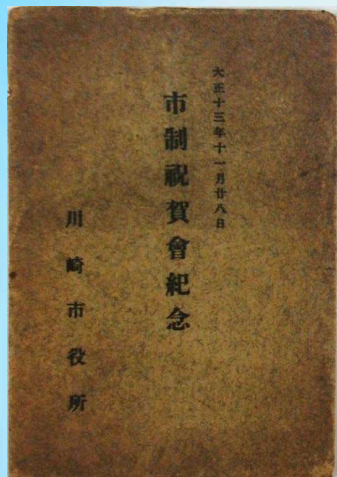 大正十三年十一月廿八日
市制祝賀會紀念
川崎市役所